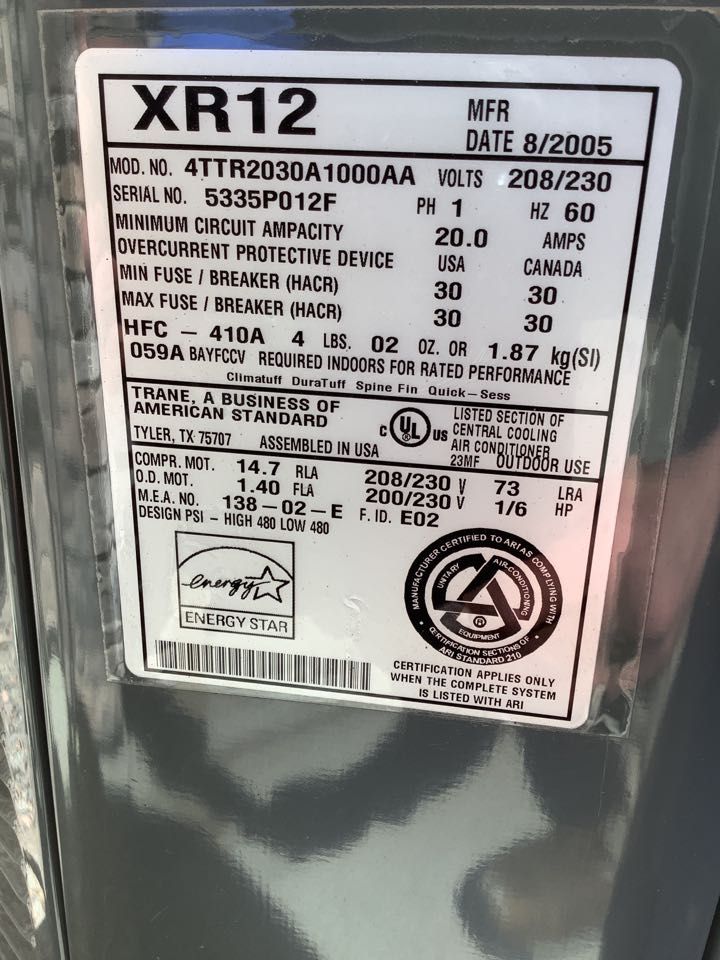 XR12
MFR
DATE 8/2005
MOD. NO. 4TTR2030A1000AA VOLTS 208/230
SERIAL NO. 5335P012F PH 1 HZ 60
MINIMUM CIRCUIT AMPACITY 20.0 AMPS
OVERCURRENT PROTECTIVE DEVICE USA CANADA
MIN FUSE / BREAKER (HACR) 30 30
MAX FUSE / BREAKER (HACR) 30 30
HFC – 410A 4 LBS. 02 OZ. OR 1.87 kg(SI)
059A BAYFCCV REQUIRED INDOORS FOR RATED PERFORMANCE
Climatuff DuraTuff Spine Fin Quick–Sess
TRANE, A BUSINESS OF
AMERICAN STANDARD
TYLER, TX 75707 ASSEMBLED IN USA
C UL US
LISTED SECTION OF
CENTRAL COOLING
AIR CONDITIONER
23MF OUTDOOR USE
COMPR. MOT. 14.7 RLA 208/230 V 73 LRA
O.D. MOT. 1.40 FLA 200/230 V 1/6 HP
M.E.A. NO. 138–02–E F. ID. E02
DESIGN PSI – HIGH 480 LOW 480
energy
ENERGY STAR
MANUFACTURER CERTIFIED TO ARI AS COMPLYING WITH
UNITARY AIR-CONDITIONING
EQUIPMENT
®
• CERTIFICATION SECTIONS OF •
ARI STANDARD 210
CERTIFICATION APPLIES ONLY
WHEN THE COMPLETE SYSTEM
IS LISTED WITH ARI